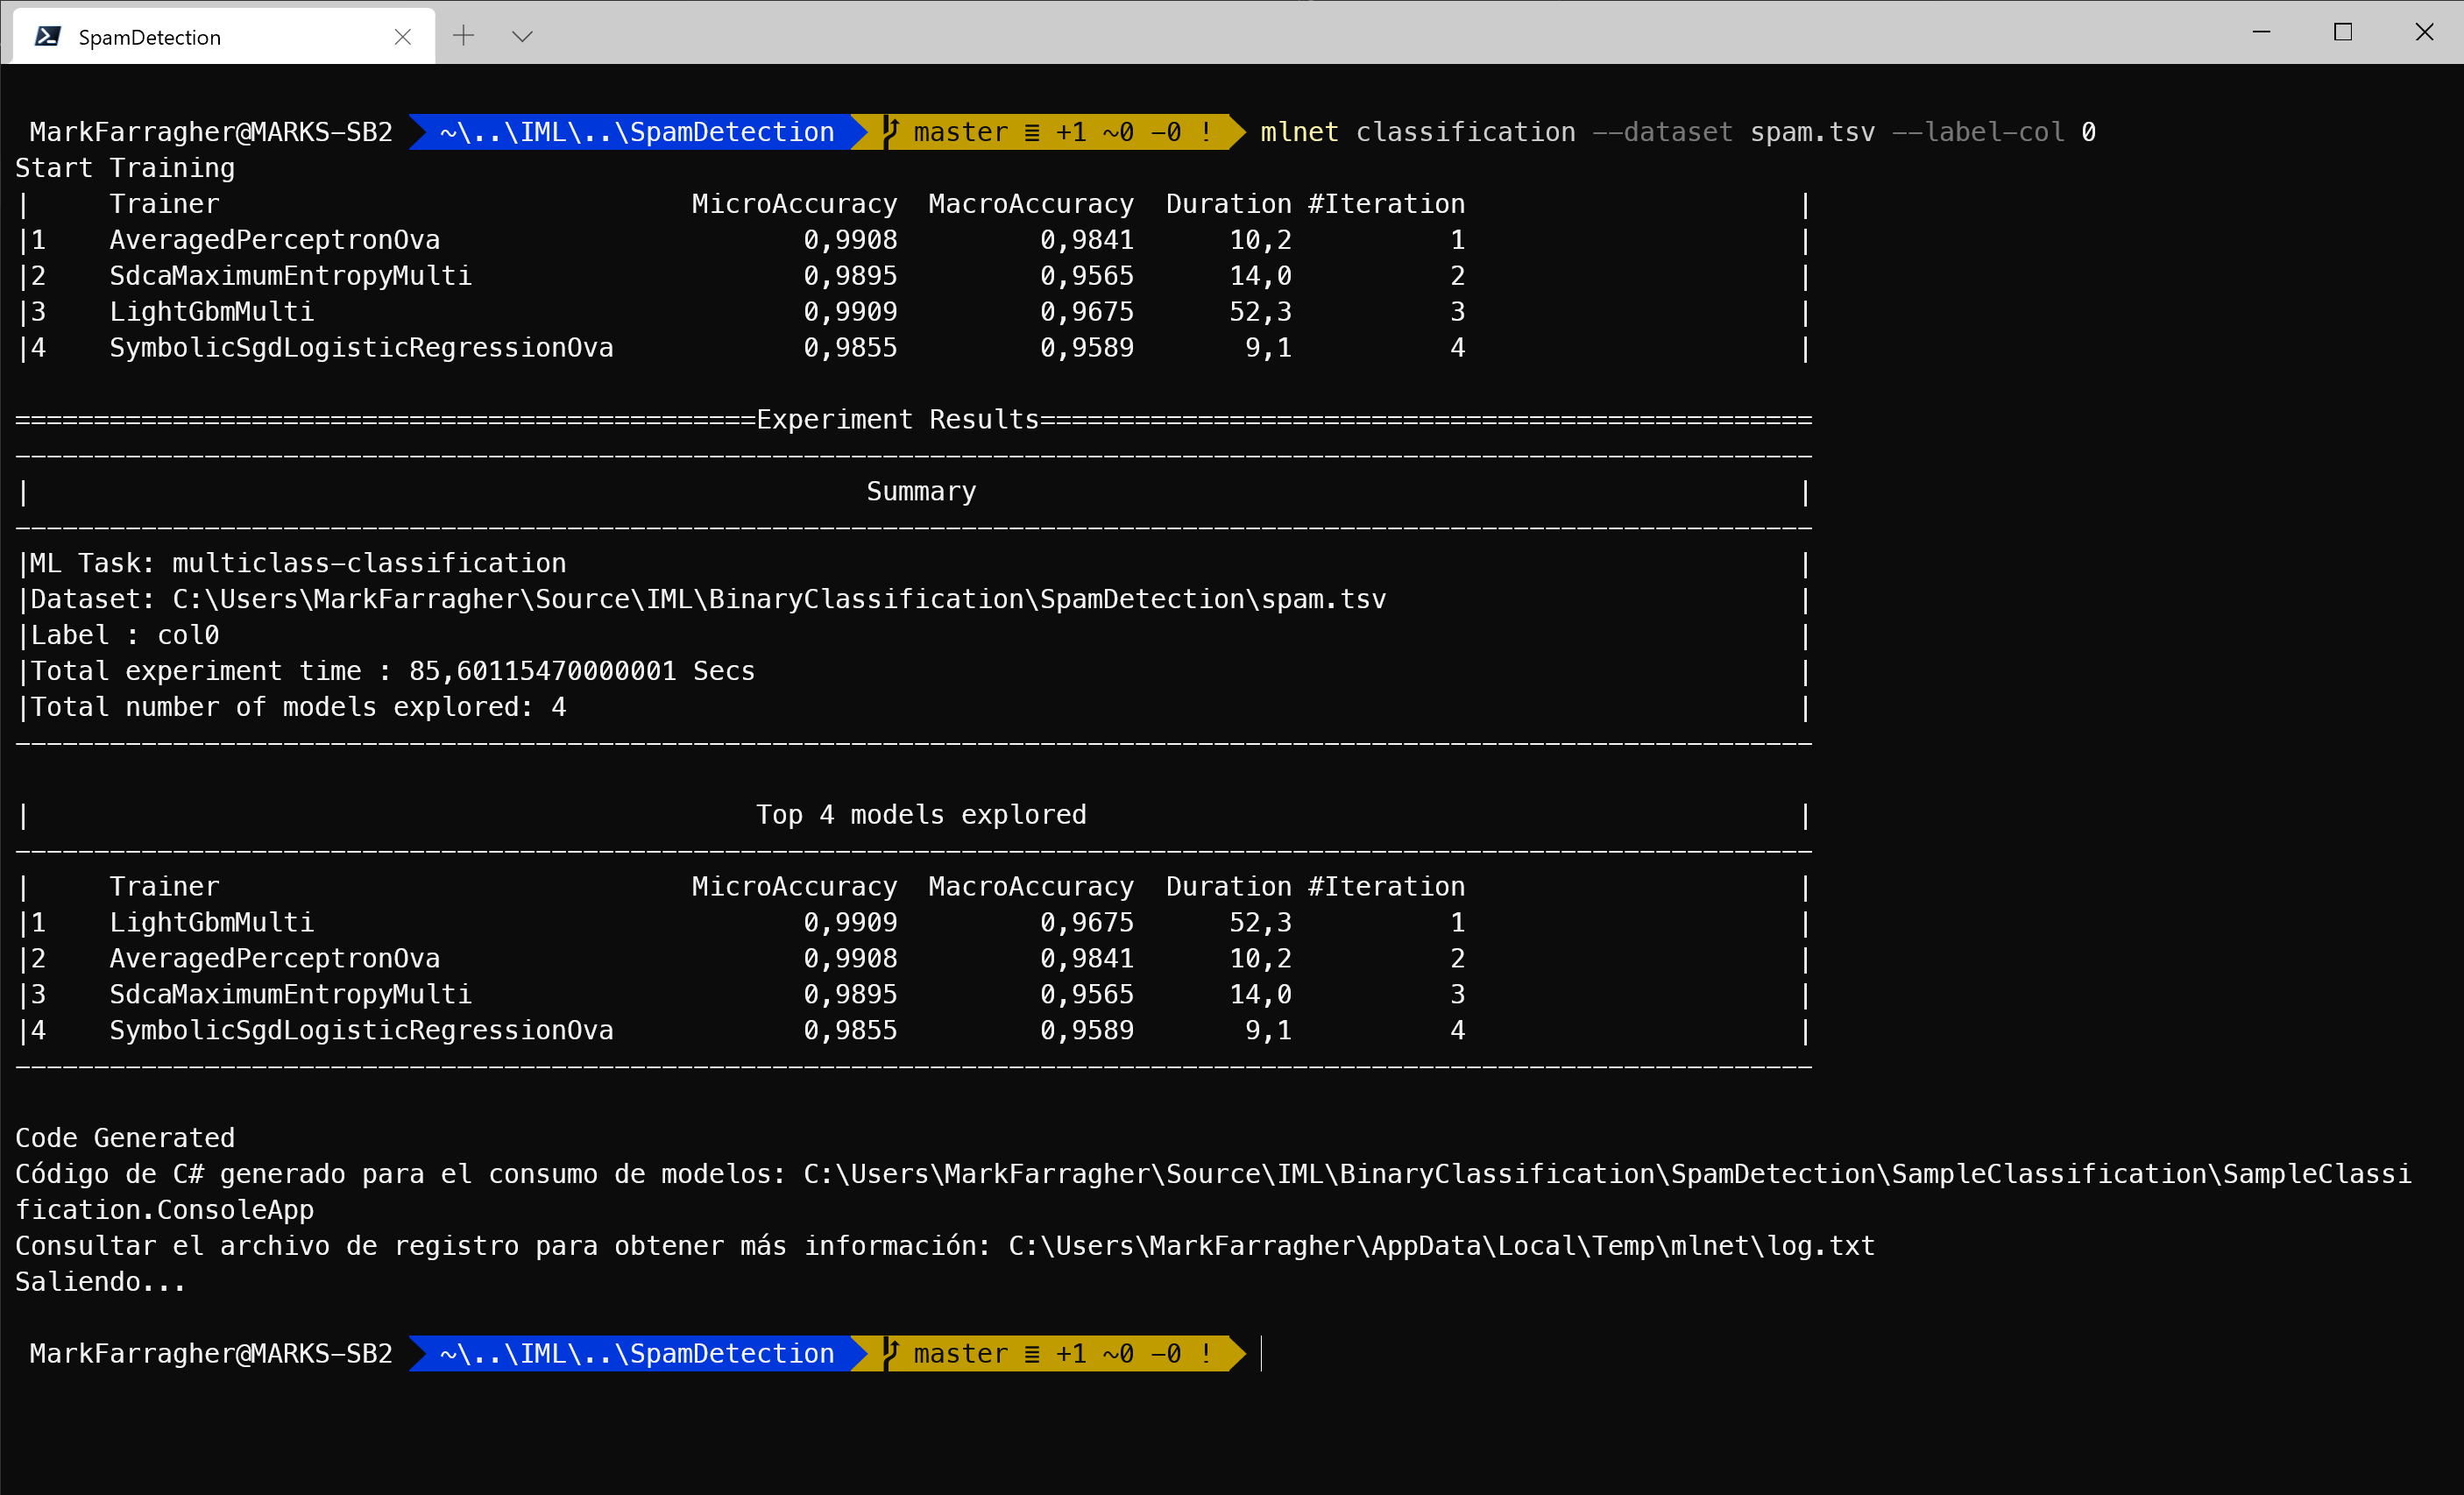 SpamDetection
MarkFarragher@MARKS-SB2 ~\..\IML\..\SpamDetection master ≡ +1 ~0 -0 ! mlnet classification --dataset spam.tsv --label-col 0
Start Training
| Trainer MicroAccuracy MacroAccuracy Duration #Iteration |
|1 AveragedPerceptronOva 0,9908 0,9841 10,2 1 |
|2 SdcaMaximumEntropyMulti 0,9895 0,9565 14,0 2 |
|3 LightGbmMulti 0,9909 0,9675 52,3 3 |
|4 SymbolicSgdLogisticRegressionOva 0,9855 0,9589 9,1 4 |
===============================================Experiment Results=================================================
------------------------------------------------------------------------------------------------------------------
| Summary |
------------------------------------------------------------------------------------------------------------------
|ML Task: multiclass-classification |
|Dataset: C:\Users\MarkFarragher\Source\IML\BinaryClassification\SpamDetection\spam.tsv |
|Label : col0 |
|Total experiment time : 85,60115470000001 Secs |
|Total number of models explored: 4 |
------------------------------------------------------------------------------------------------------------------
| Top 4 models explored |
------------------------------------------------------------------------------------------------------------------
| Trainer MicroAccuracy MacroAccuracy Duration #Iteration |
|1 LightGbmMulti 0,9909 0,9675 52,3 1 |
|2 AveragedPerceptronOva 0,9908 0,9841 10,2 2 |
|3 SdcaMaximumEntropyMulti 0,9895 0,9565 14,0 3 |
|4 SymbolicSgdLogisticRegressionOva 0,9855 0,9589 9,1 4 |
------------------------------------------------------------------------------------------------------------------
Code Generated
Código de C# generado para el consumo de modelos: C:\Users\MarkFarragher\Source\IML\BinaryClassification\SpamDetection\SampleClassification\SampleClassi
fication.ConsoleApp
Consultar el archivo de registro para obtener más información: C:\Users\MarkFarragher\AppData\Local\Temp\mlnet\log.txt
Saliendo...
MarkFarragher@MARKS-SB2 ~\..\IML\..\SpamDetection master ≡ +1 ~0 -0 !